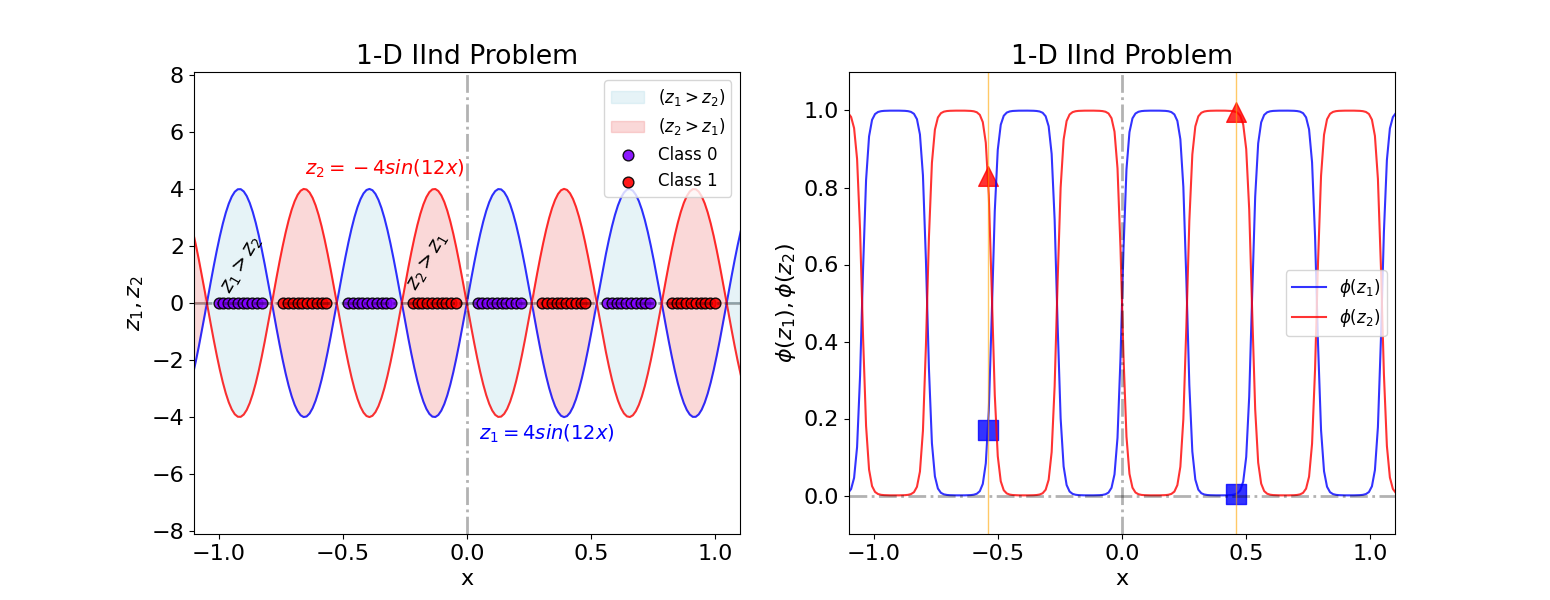 1-D IInd Problem
8
6
4
2
0
−2
−4
−6
−8
z₁, z₂
−1.0
−0.5
0.0
0.5
1.0
x
z₂ = −4sin(12x)
z₁ = 4sin(12x)
Z₁ > Z₂
Z₂ > Z₁
(z₁ > z₂)
(z₂ > z₁)
Class 0
Class 1
1-D IInd Problem
1.0
0.8
0.6
0.4
0.2
0.0
ϕ(z₁), ϕ(z₂)
−1.0
−0.5
0.0
0.5
1.0
x
ϕ(z₁)
ϕ(z₂)